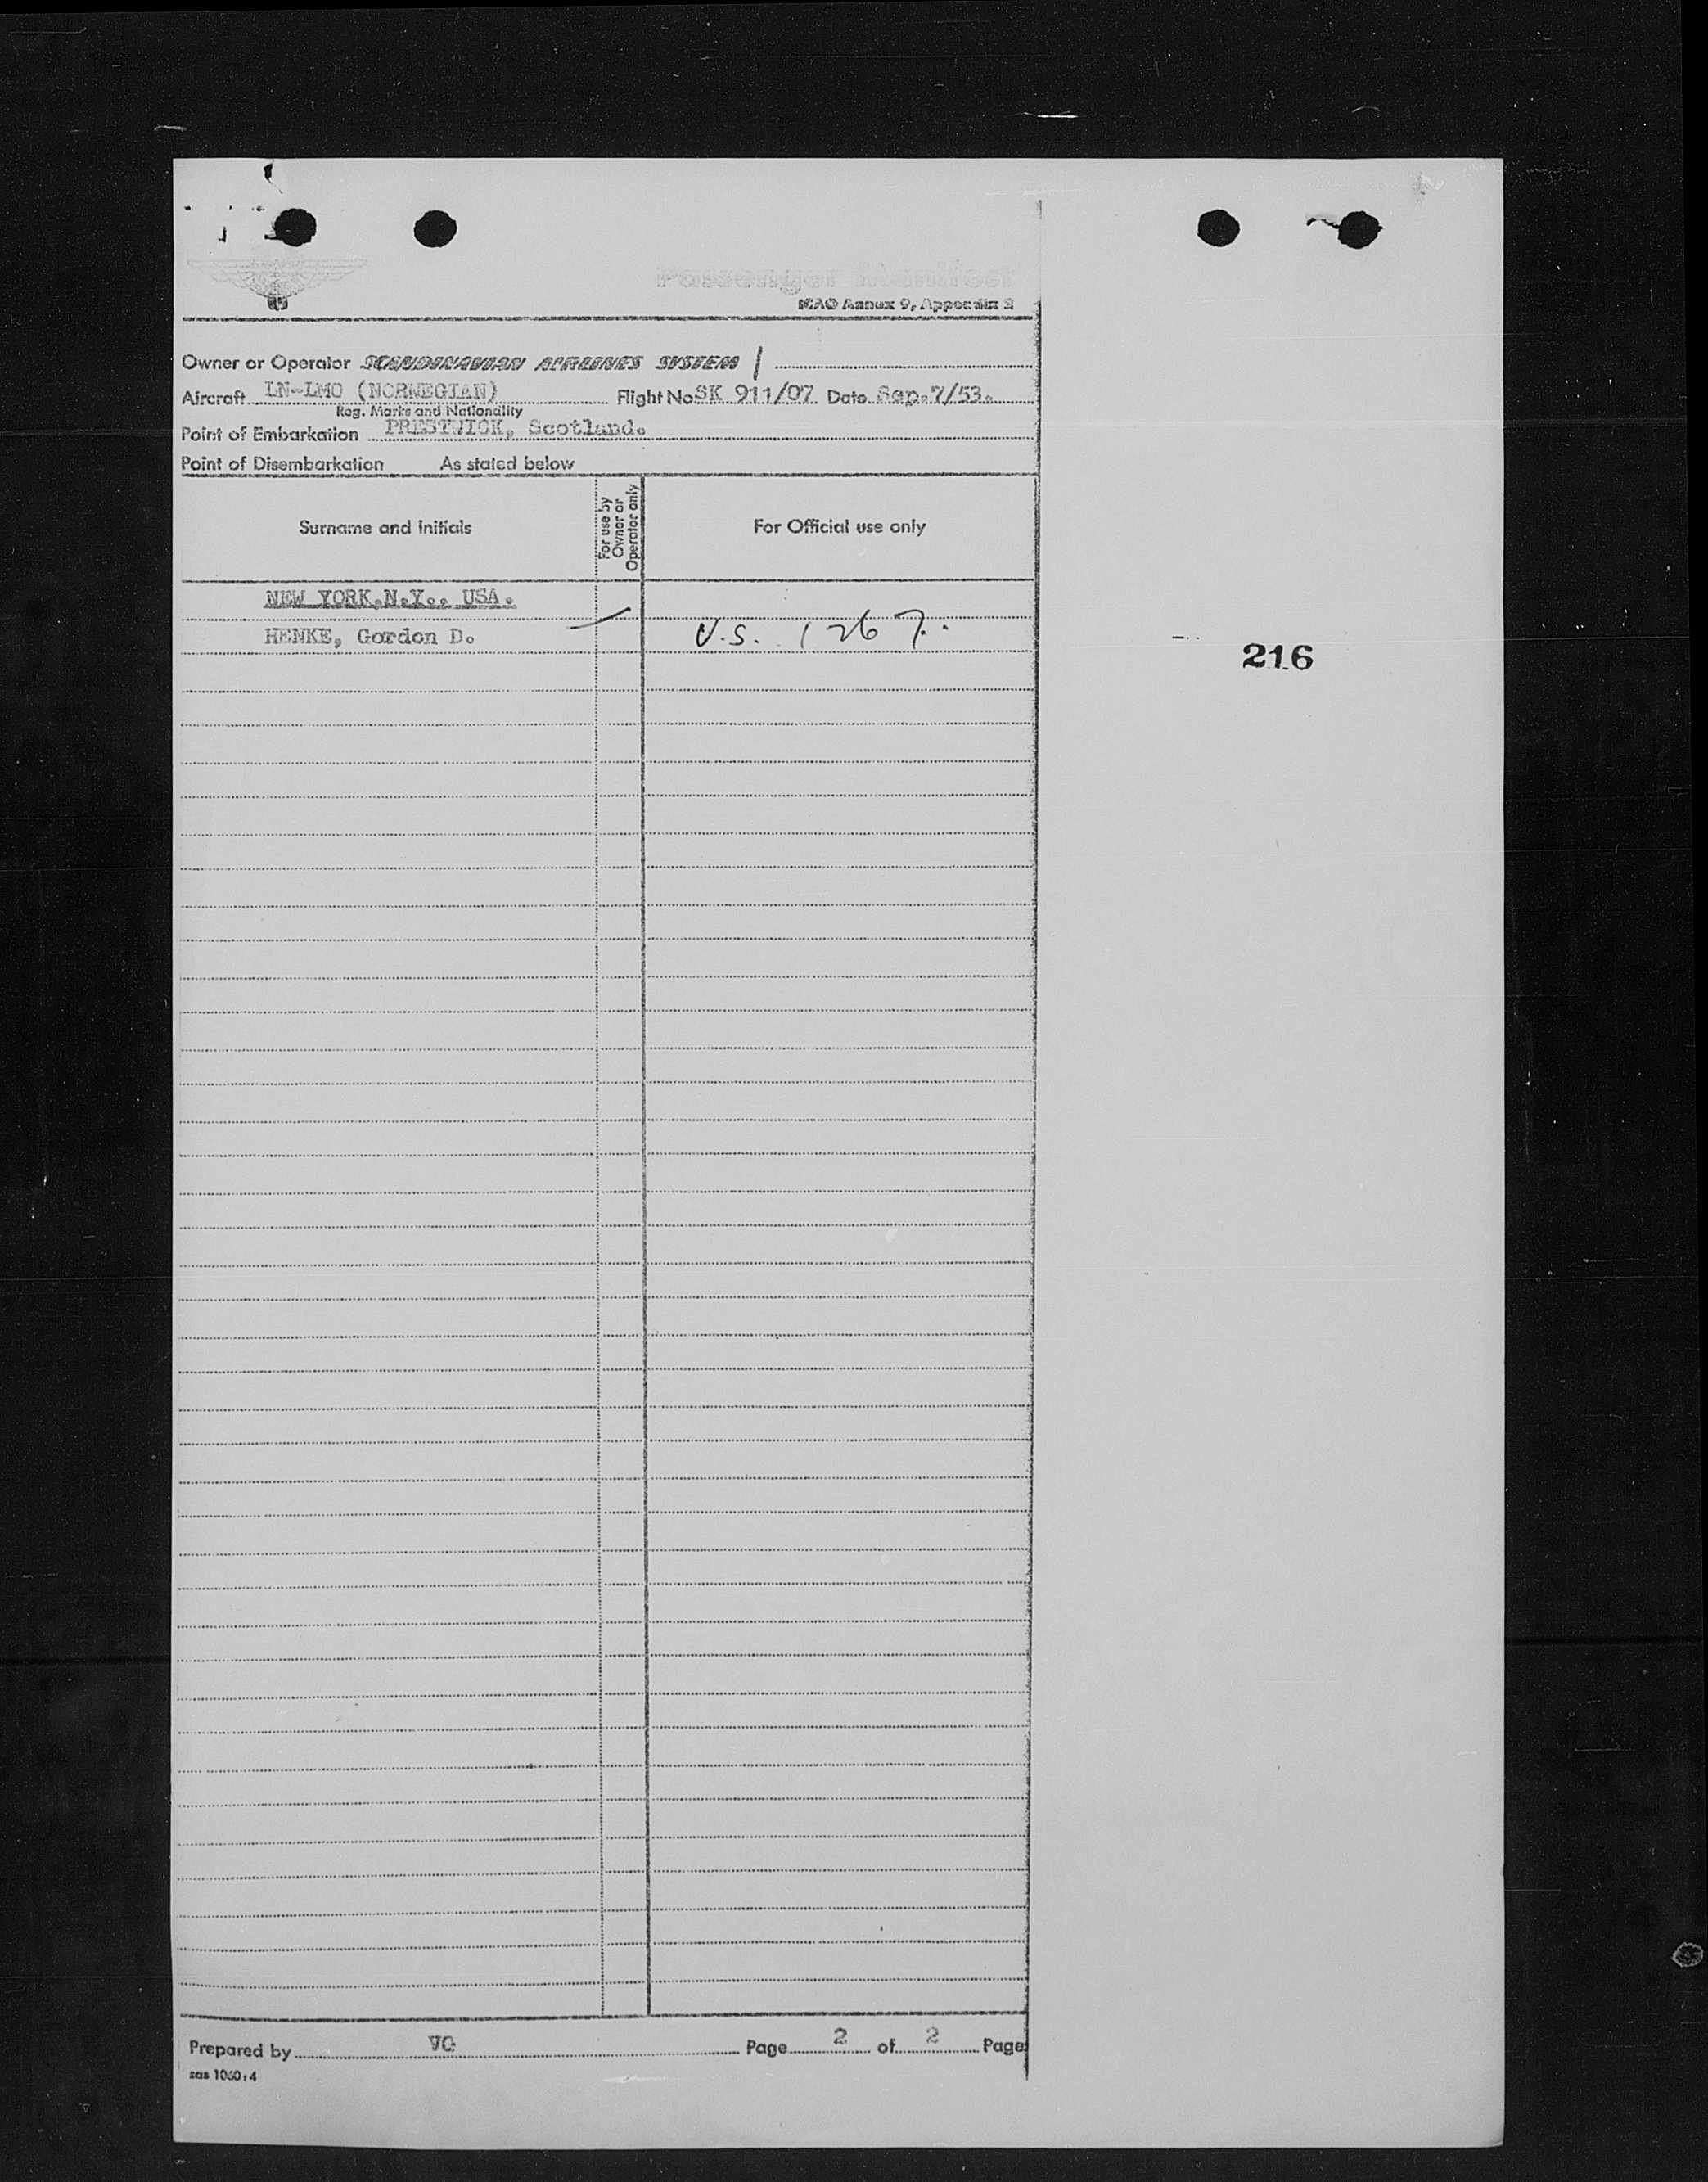 Passenger Manifest
ICAO Annex 9, Appendix 2
Owner or Operator SCANDINAVIAN AIRLINES SYSTEM
Aircraft LN-LMO (NORWEGIAN) Flight No SK 911/07 Date Sep.7/53.
Reg. Marks and Nationality
Point of Embarkation PRESTWICK, Scotland.
Point of Disembarkation As stated below
Surname and Initials For use by Owner or Operator only For Official use only
NEW YORK,N.Y., USA.
HENKE, Gordon D. U.S. 1267.
216
Prepared by VG Page 2 of 2 Page
sas 1060:4